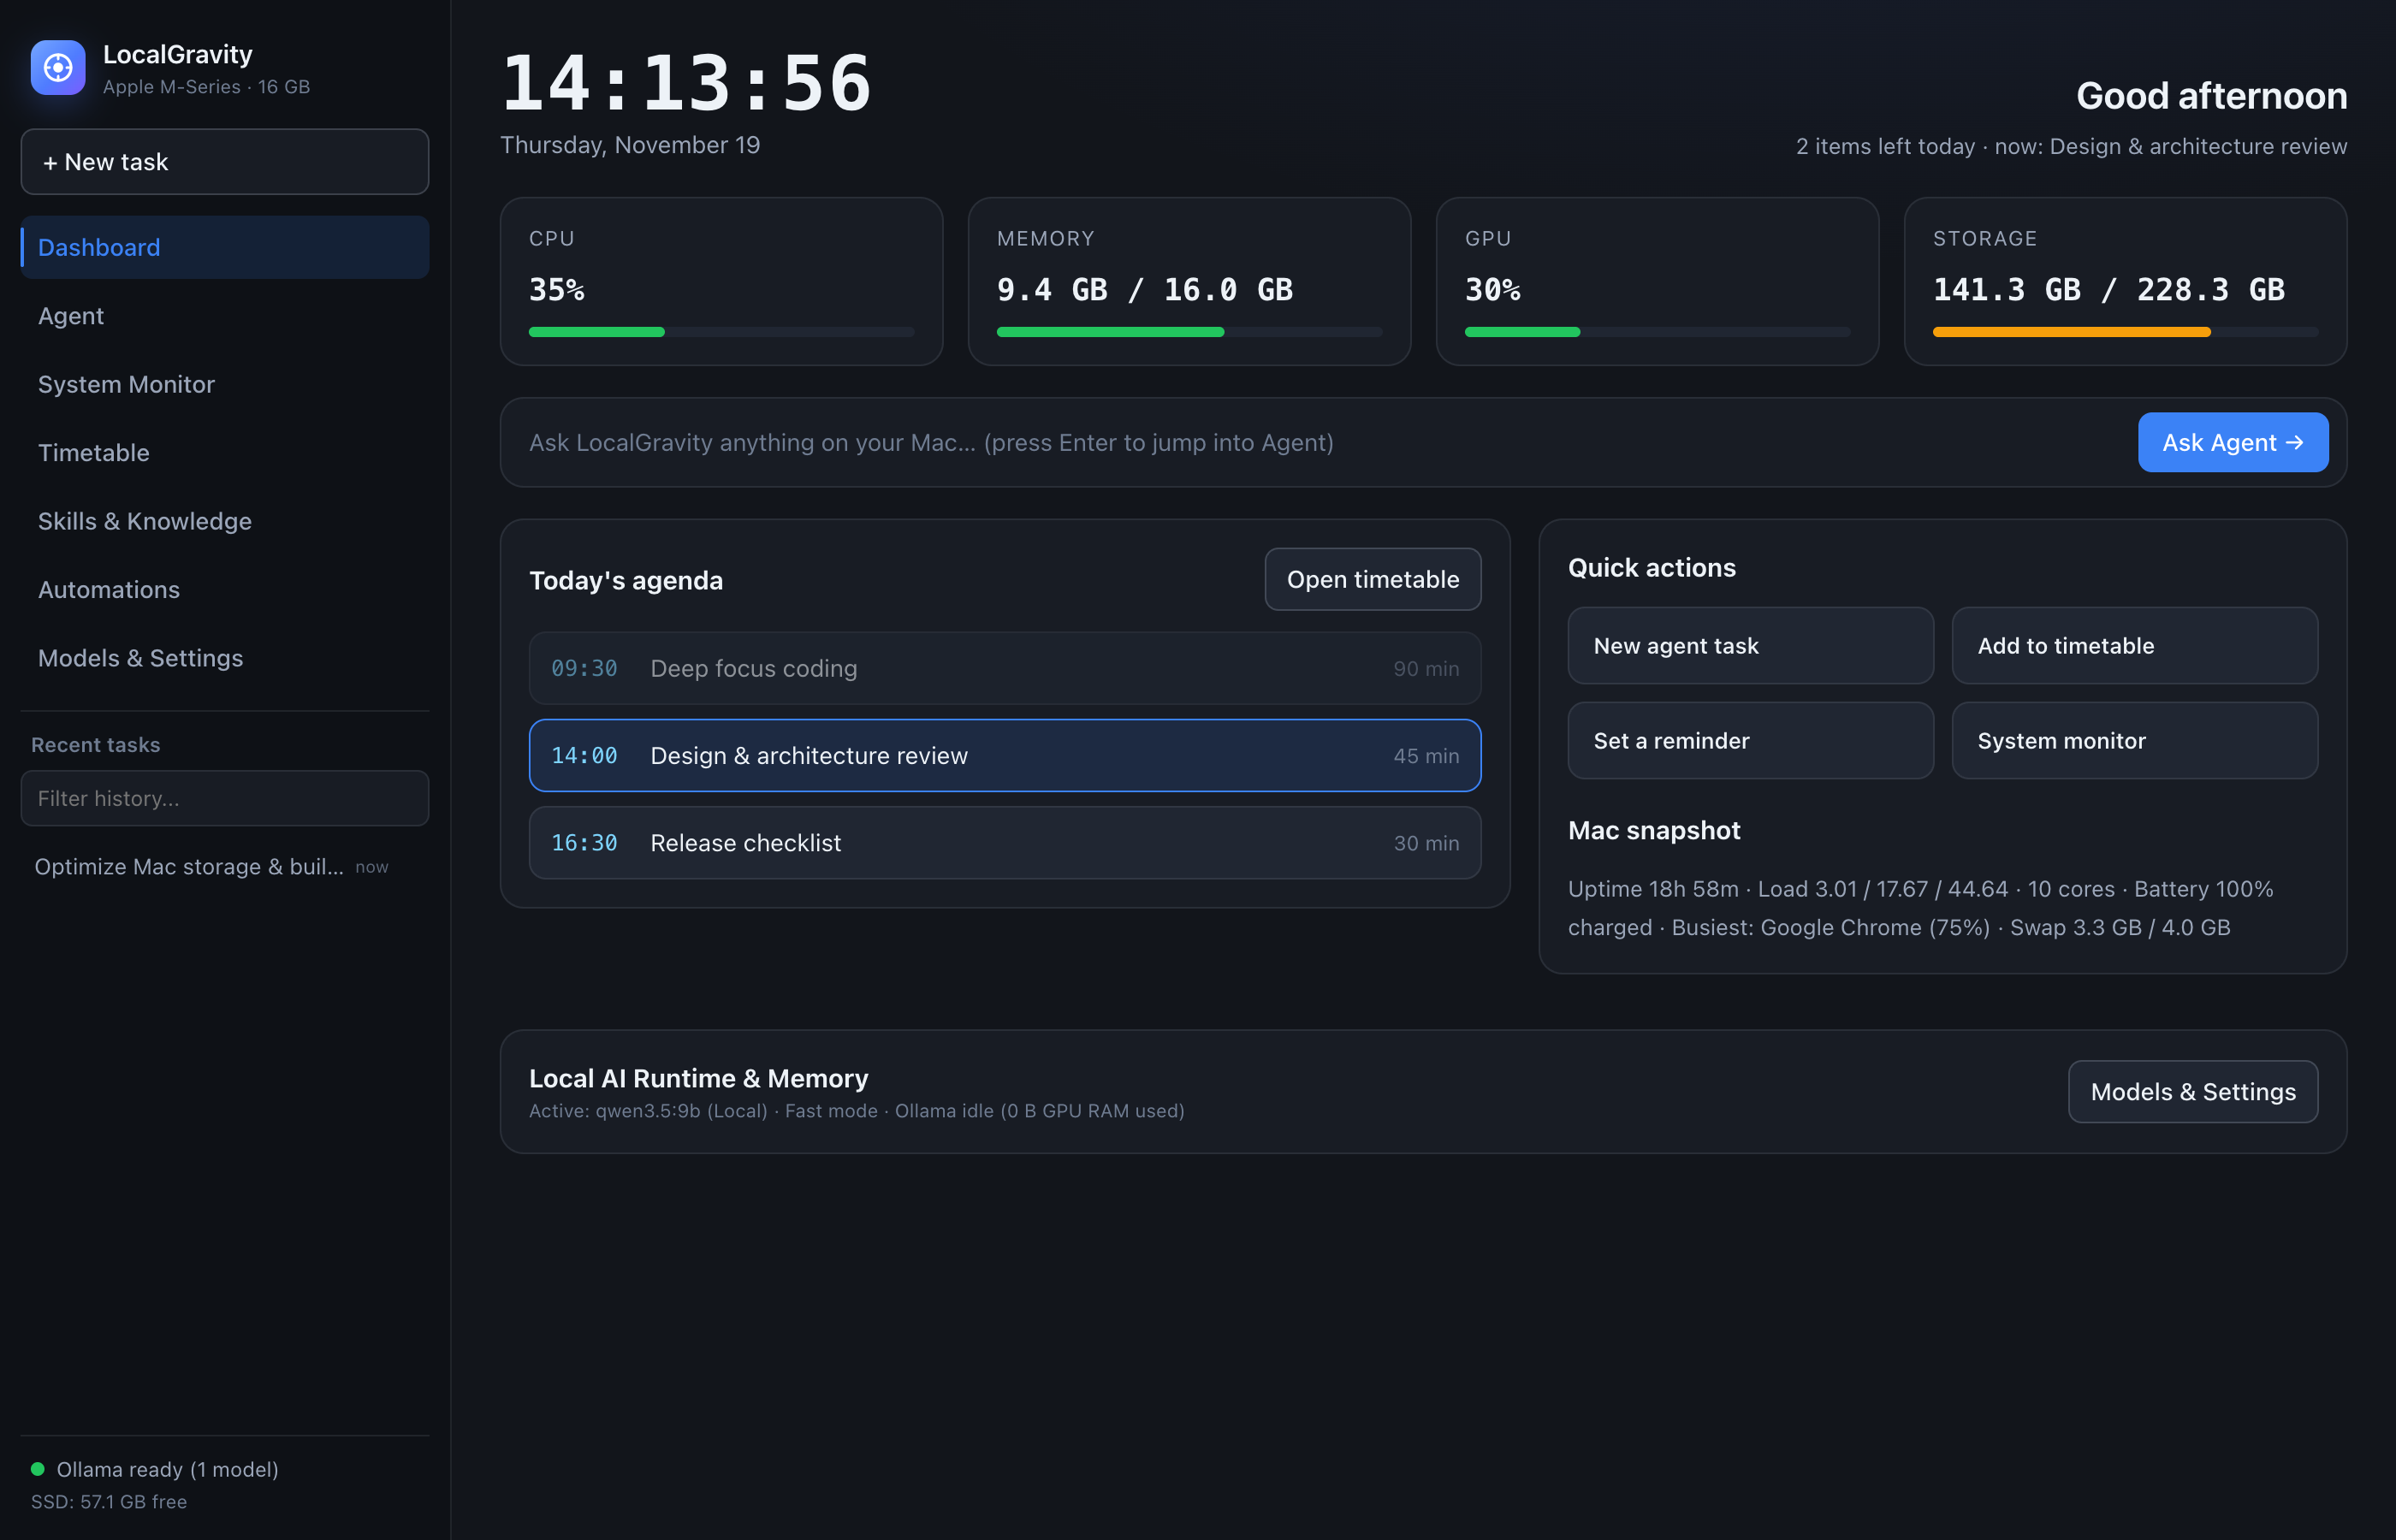 LocalGravity
Apple M-Series · 16 GB
+ New task
Dashboard
Agent
System Monitor
Timetable
Skills & Knowledge
Automations
Models & Settings
Recent tasks
Filter history...
Optimize Mac storage & buil... now
Ollama ready (1 model)
SSD: 57.1 GB free
14:13:56
Thursday, November 19
Good afternoon
2 items left today · now: Design & architecture review
CPU
35%
MEMORY
9.4 GB / 16.0 GB
GPU
30%
STORAGE
141.3 GB / 228.3 GB
Ask LocalGravity anything on your Mac... (press Enter to jump into Agent)
Ask Agent →
Today's agenda
Open timetable
09:30 Deep focus coding 90 min
14:00 Design & architecture review 45 min
16:30 Release checklist 30 min
Quick actions
New agent task
Add to timetable
Set a reminder
System monitor
Mac snapshot
Uptime 18h 58m · Load 3.01 / 17.67 / 44.64 · 10 cores · Battery 100%
charged · Busiest: Google Chrome (75%) · Swap 3.3 GB / 4.0 GB
Local AI Runtime & Memory
Active: qwen3.5:9b (Local) · Fast mode · Ollama idle (0 B GPU RAM used)
Models & Settings